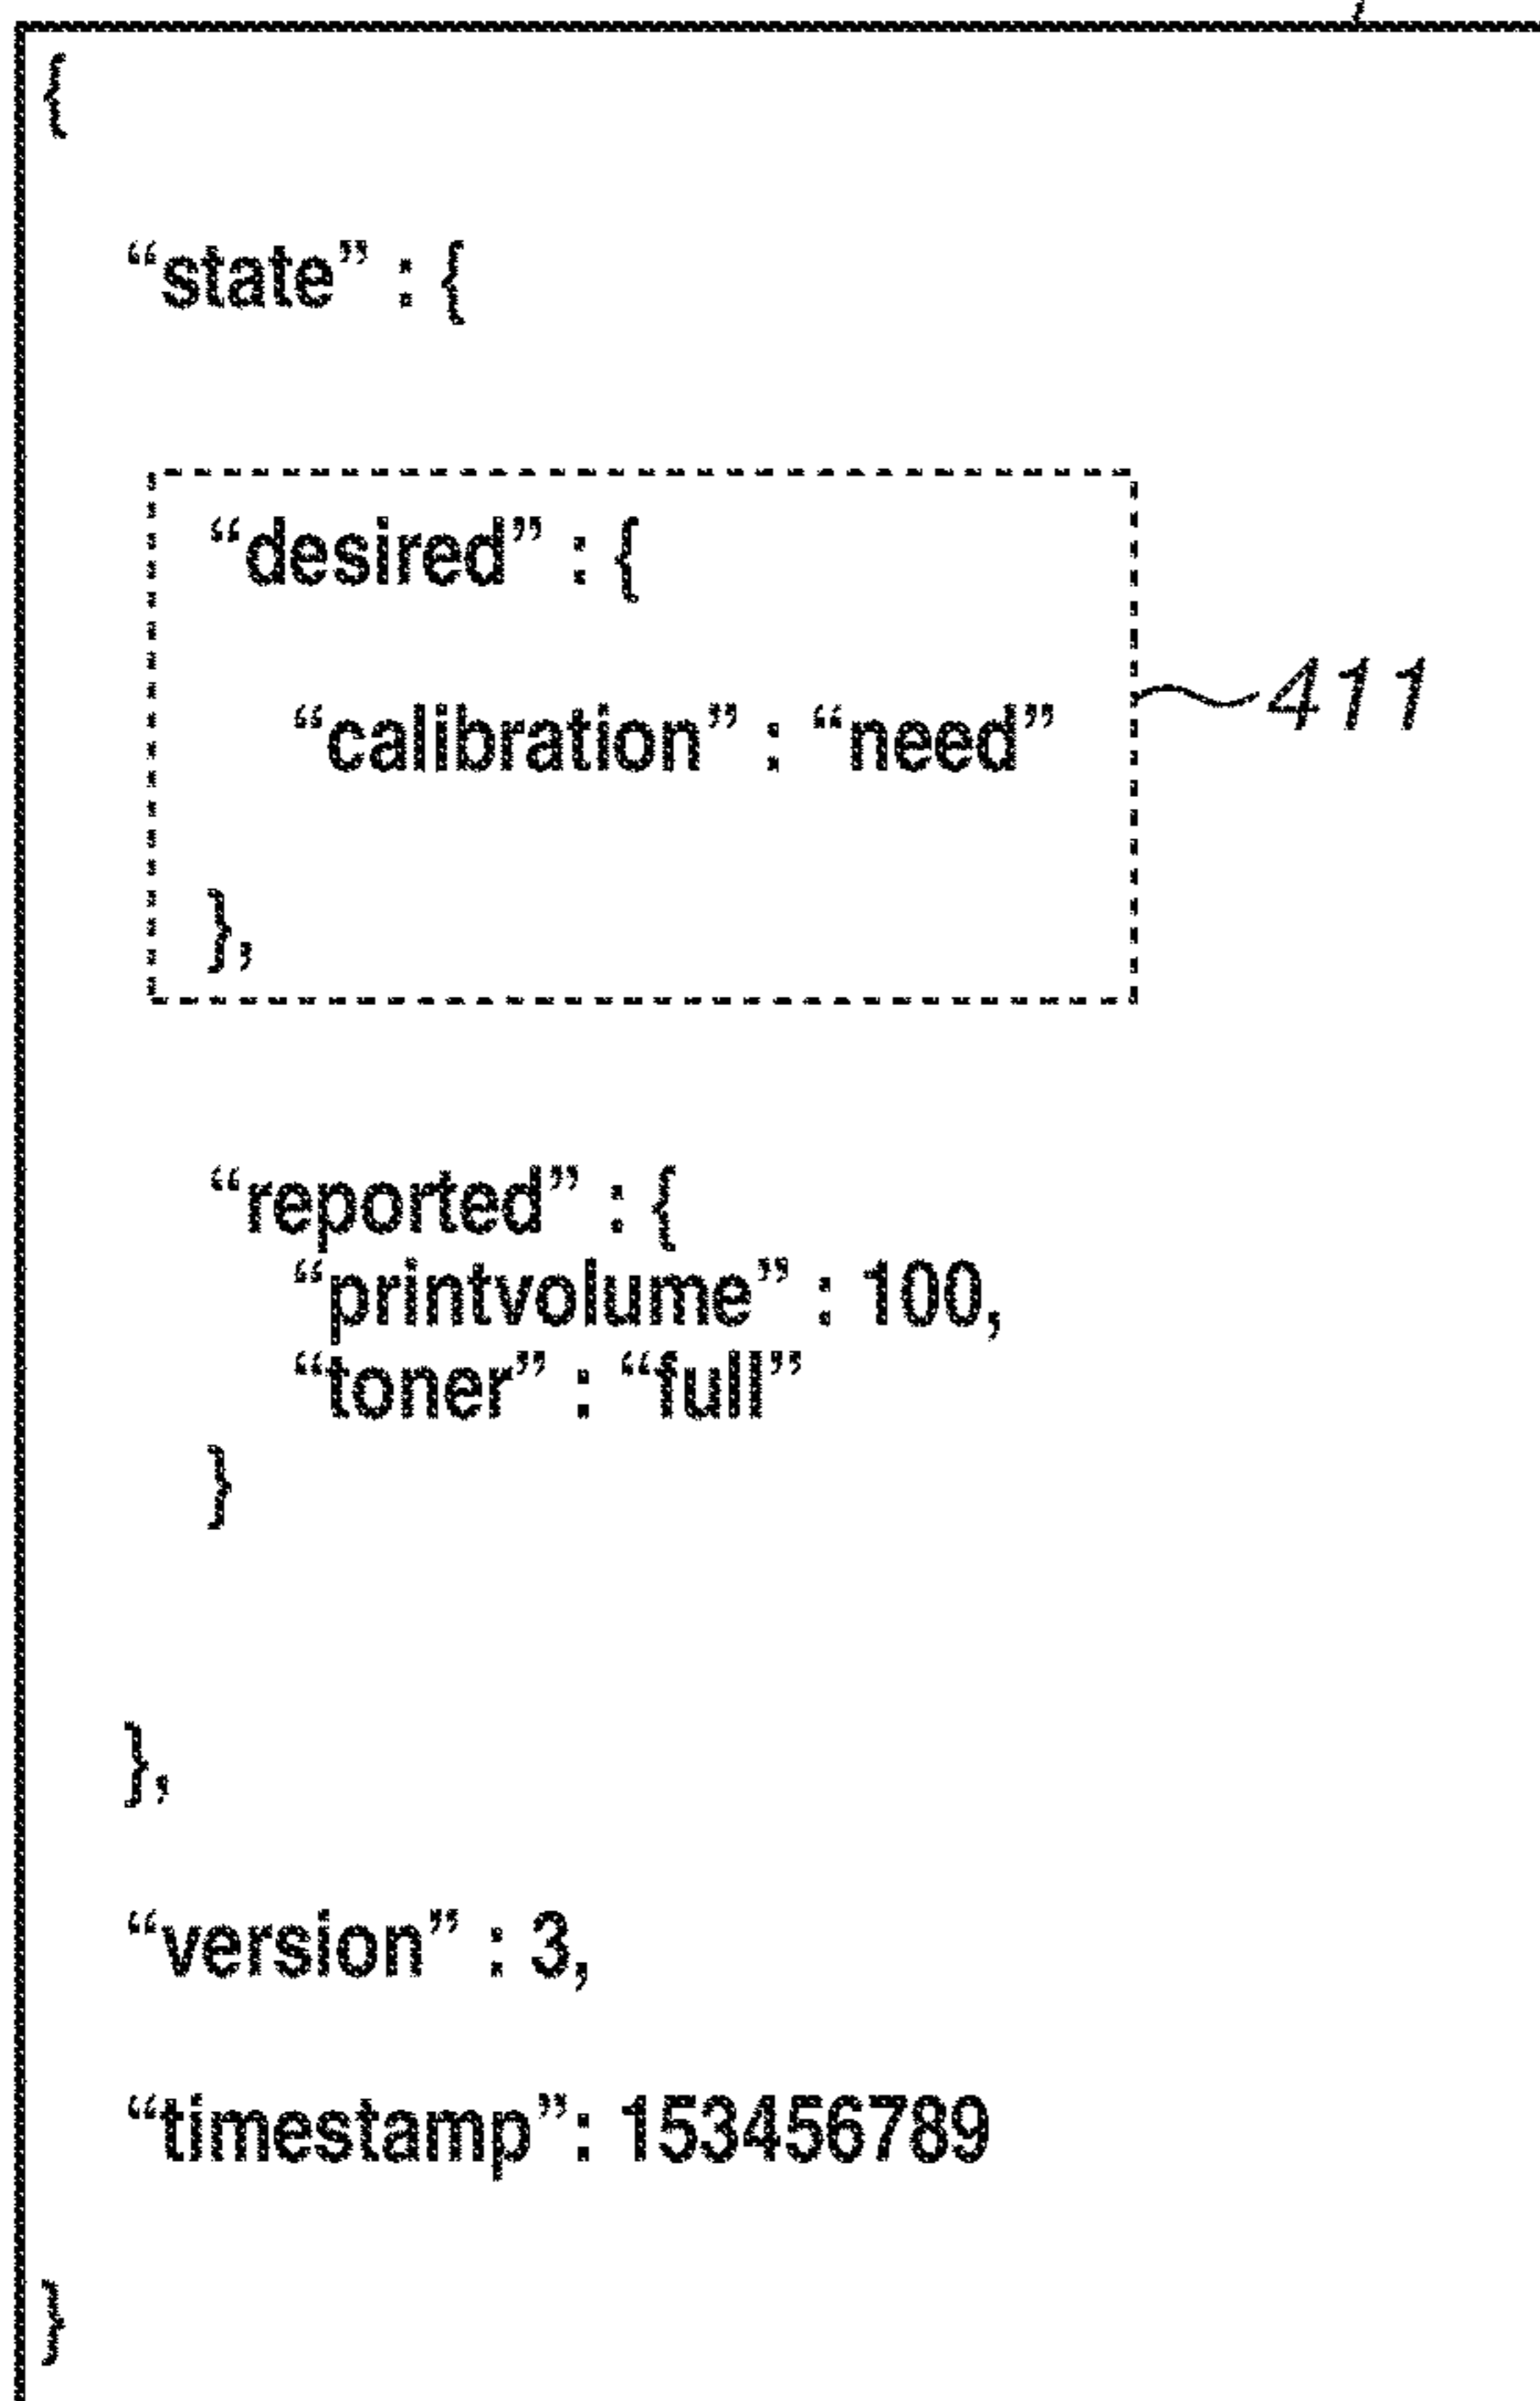 {
“state” : {
“desired” : {
“calibration” : “need”
411
},
“reported” : {
“printvolume” : 100,
“toner” : “full”
}
},
“version” : 3,
“timestamp”: 153456789
}